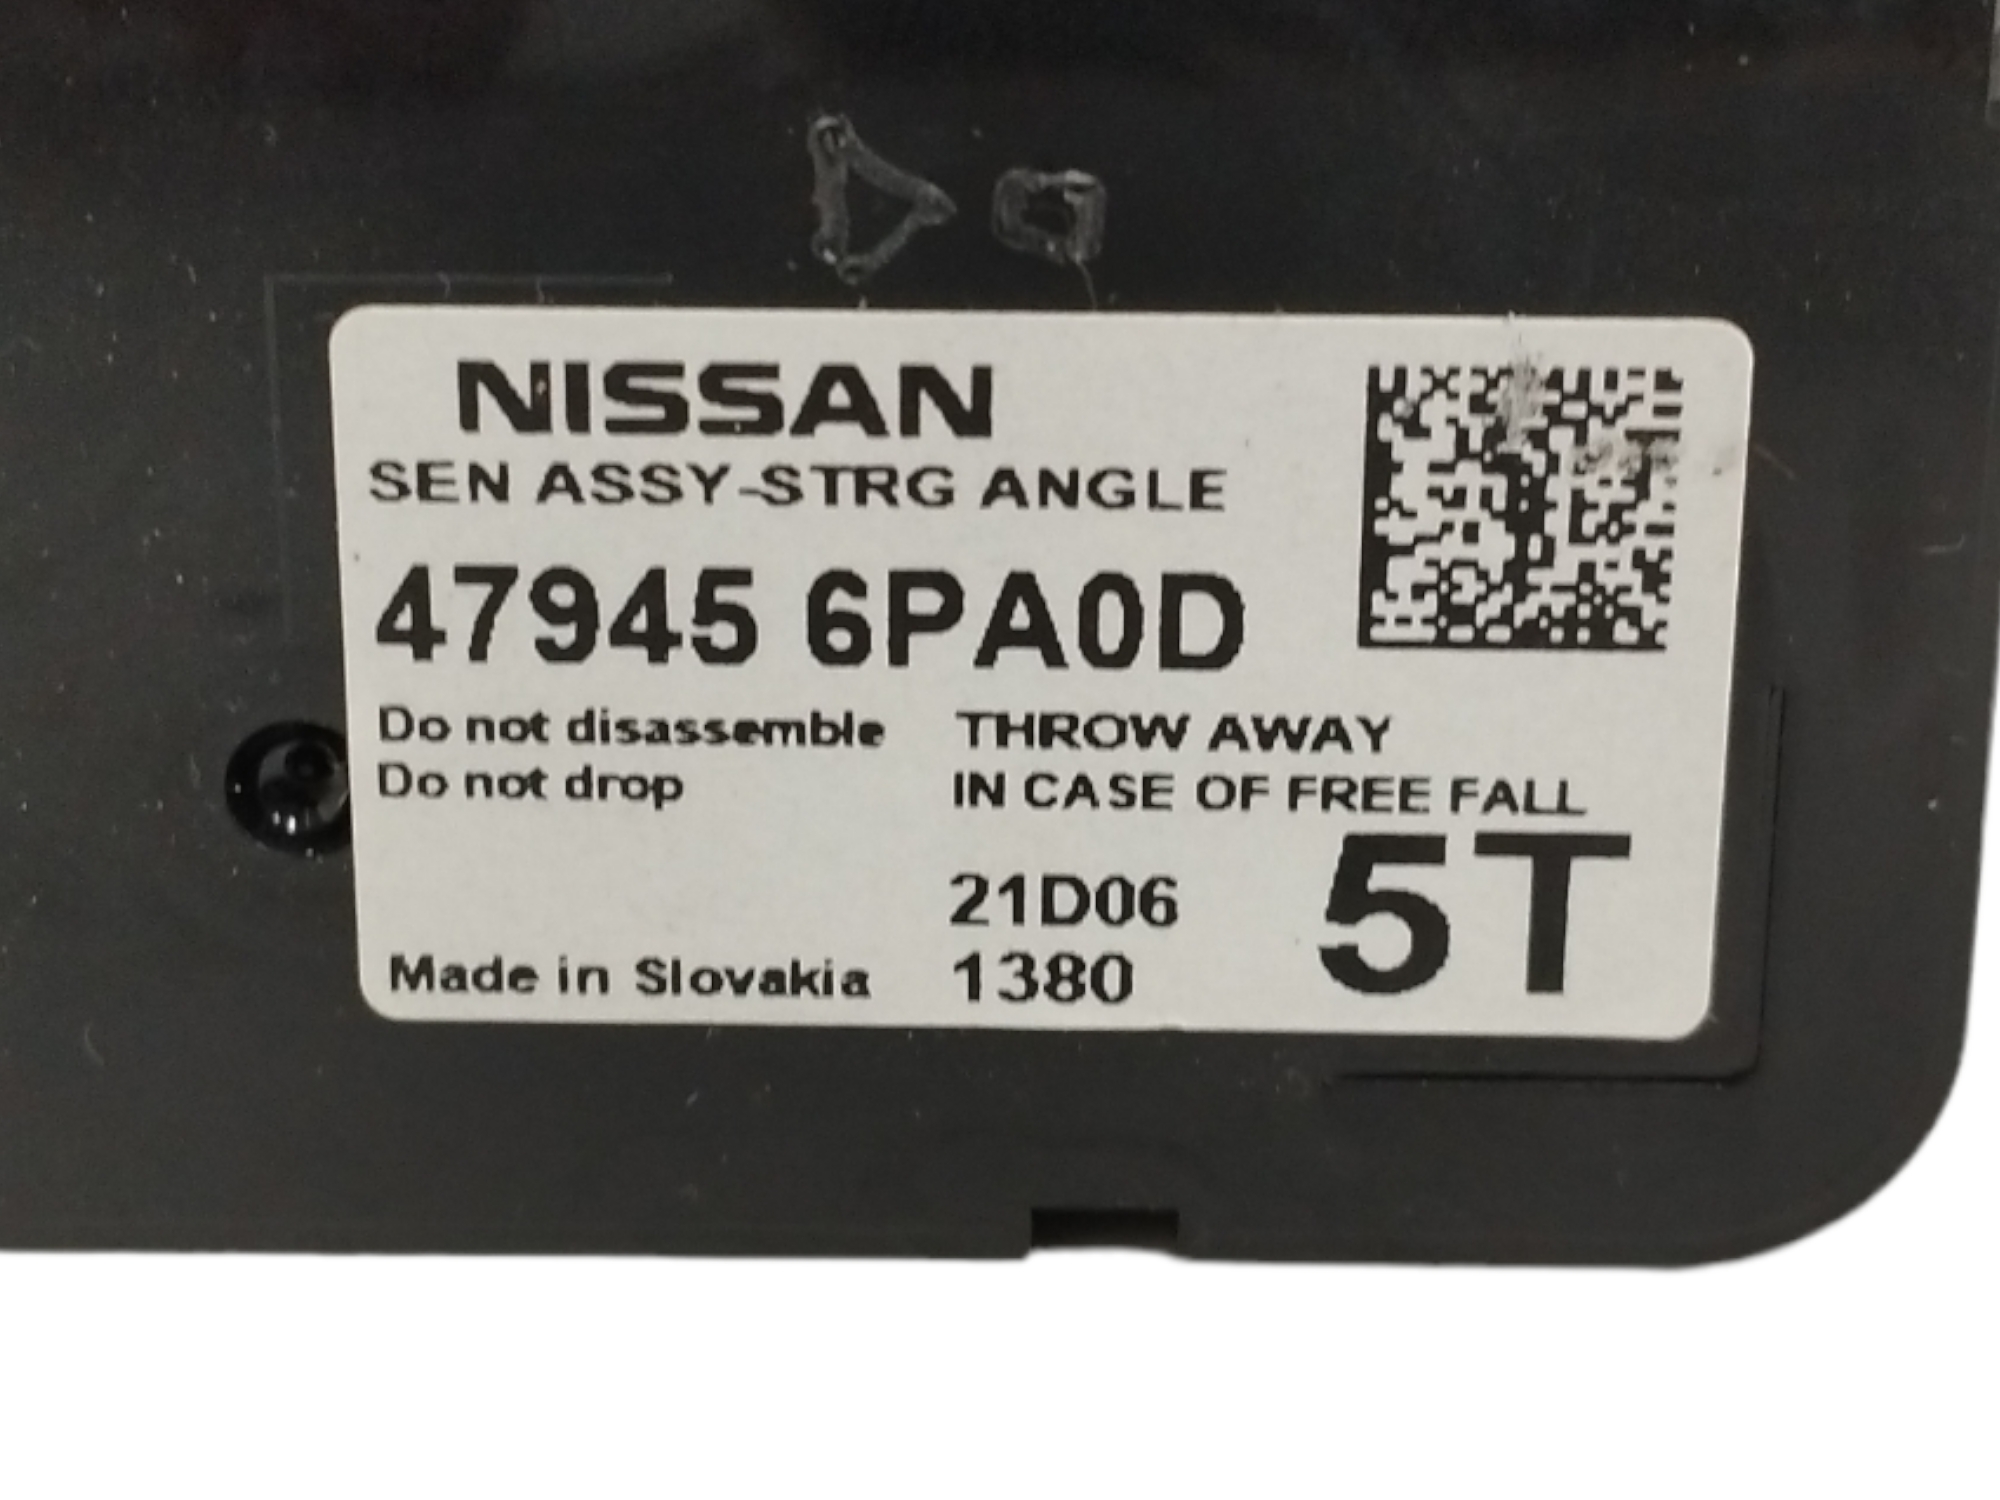 NISSAN
SEN ASSY-STRG ANGLE
47945 6PA0D
Do not disassemble THROW AWAY
Do not drop IN CASE OF FREE FALL
21D06 5T
Made in Slovakia 1380